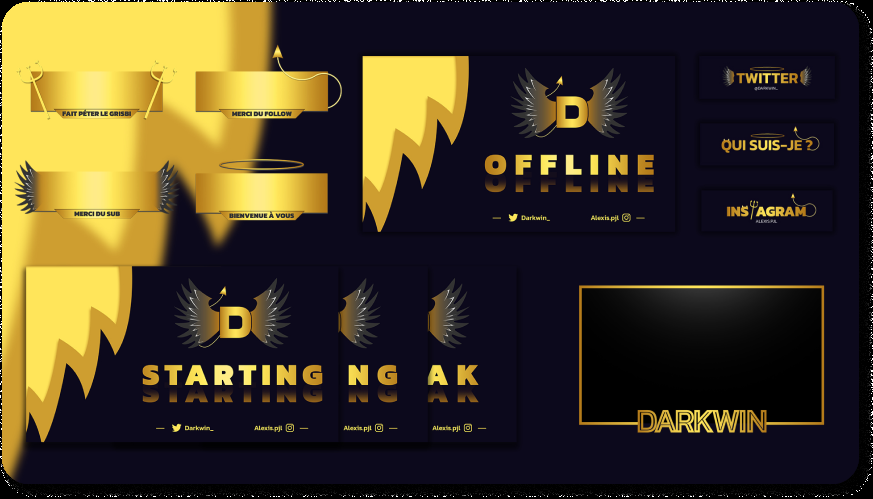 FAIT PÉTER LE GRISBI
MERCI DU FOLLOW
MERCI DU SUB
BIENVENUE À VOUS
D
OFFLINE
Darkwin_
Alexis.pjl
TWITTER
@DARKWIN_
QUI SUIS-JE ?
INSTAGRAM
ALEXIS.PJL
D
STARTING
NG
AK
Darkwin_
Alexis.pjl
Alexis.pjl
Alexis.pjl
DARKWIN